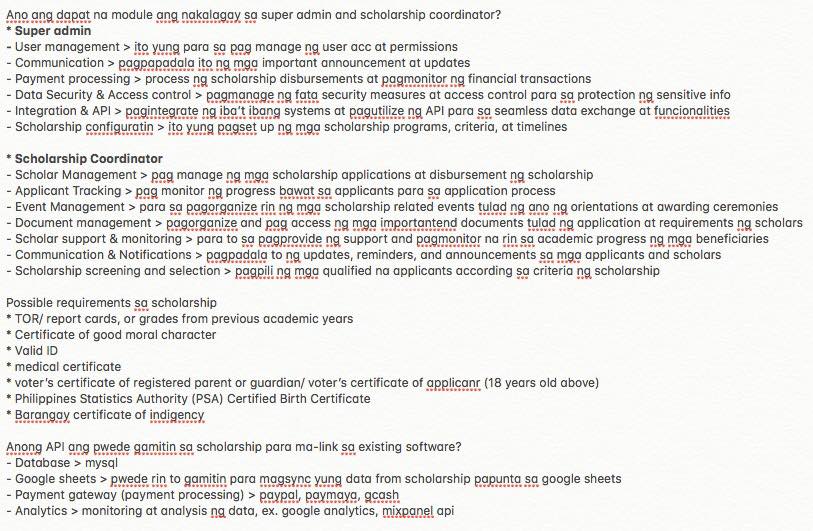 Ano ang dapat na module ang nakalagay sa super admin and scholarship coordinator?
* Super admin
- User management > ito yung para sa pag manage ng user acc at permissions
- Communication > pagpapadala ito ng mga important announcement at updates
- Payment processing > process ng scholarship disbursements at pagmonitor ng financial transactions
- Data Security & Access control > pagmanage ng fata security measures at access control para sa protection ng sensitive info
- Integration & API > pagintegrate ng iba't ibang systems at pagutilize ng API para sa seamless data exchange at funcionalities
- Scholarship configuratin > ito yung pagset up ng mga scholarship programs, criteria, at timelines

* Scholarship Coordinator
- Scholar Management > pag manage ng mga scholarship applications at disbursement ng scholarship
- Applicant Tracking > pag monitor ng progress bawat sa applicants para sa application process
- Event Management > para sa pagorganize rin ng mga scholarship related events tulad ng ano ng orientations at awarding ceremonies
- Document management > pagorganize and pag access ng mga importantend documents tulad ng application at requirements ng scholars
- Scholar support & monitoring > para to sa pagprovide ng support and pagmonitor na rin sa academic progress ng mga beneficiaries
- Communication & Notifications > pagpadala to ng updates, reminders, and announcements sa mga applicants and scholars
- Scholarship screening and selection > pagpili ng mga qualified na applicants according sa criteria ng scholarship

Possible requirements sa scholarship
* TOR/ report cards, or grades from previous academic years
* Certificate of good moral character
* Valid ID
* medical certificate
* voter's certificate of registered parent or guardian/ voter's certificate of applicanr (18 years old above)
* Philippines Statistics Authority (PSA) Certified Birth Certificate
* Barangay certificate of indigency

Anong API ang pwede gamitin sa scholarship para ma-link sa existing software?
- Database > mysql
- Google sheets > pwede rin to gamitin para magsync yung data from scholarship papunta sa google sheets
- Payment gateway (payment processing) > paypal, paymaya, gcash
- Analytics > monitoring at analysis ng data, ex. google analytics, mixpanel api